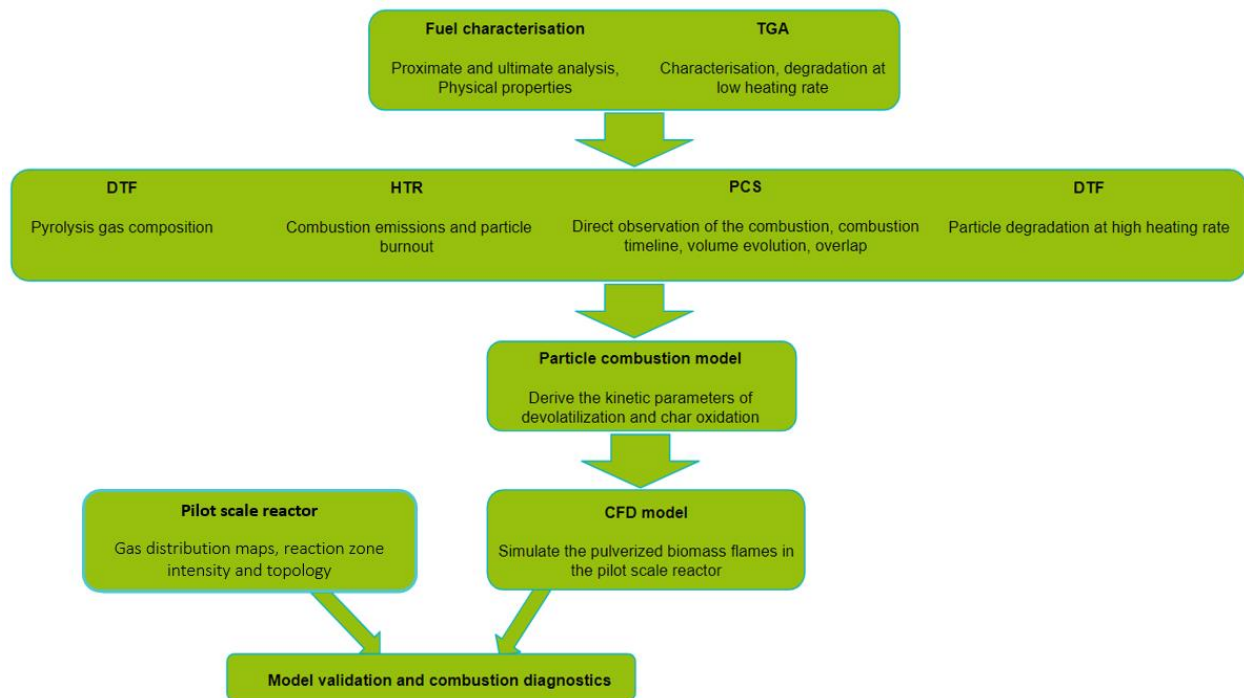 Fuel characterisation
Proximate and ultimate analysis,
Physical properties
TGA
Characterisation, degradation at
low heating rate
DTF
Pyrolysis gas composition
HTR
Combustion emissions and particle
burnout
PCS
Direct observation of the combustion, combustion
timeline, volume evolution, overlap
DTF
Particle degradation at high heating rate
Particle combustion model
Derive the kinetic parameters of
devolatilization and char oxidation
Pilot scale reactor
Gas distribution maps, reaction zone
intensity and topology
CFD model
Simulate the pulverized biomass flames in
the pilot scale reactor
Model validation and combustion diagnostics